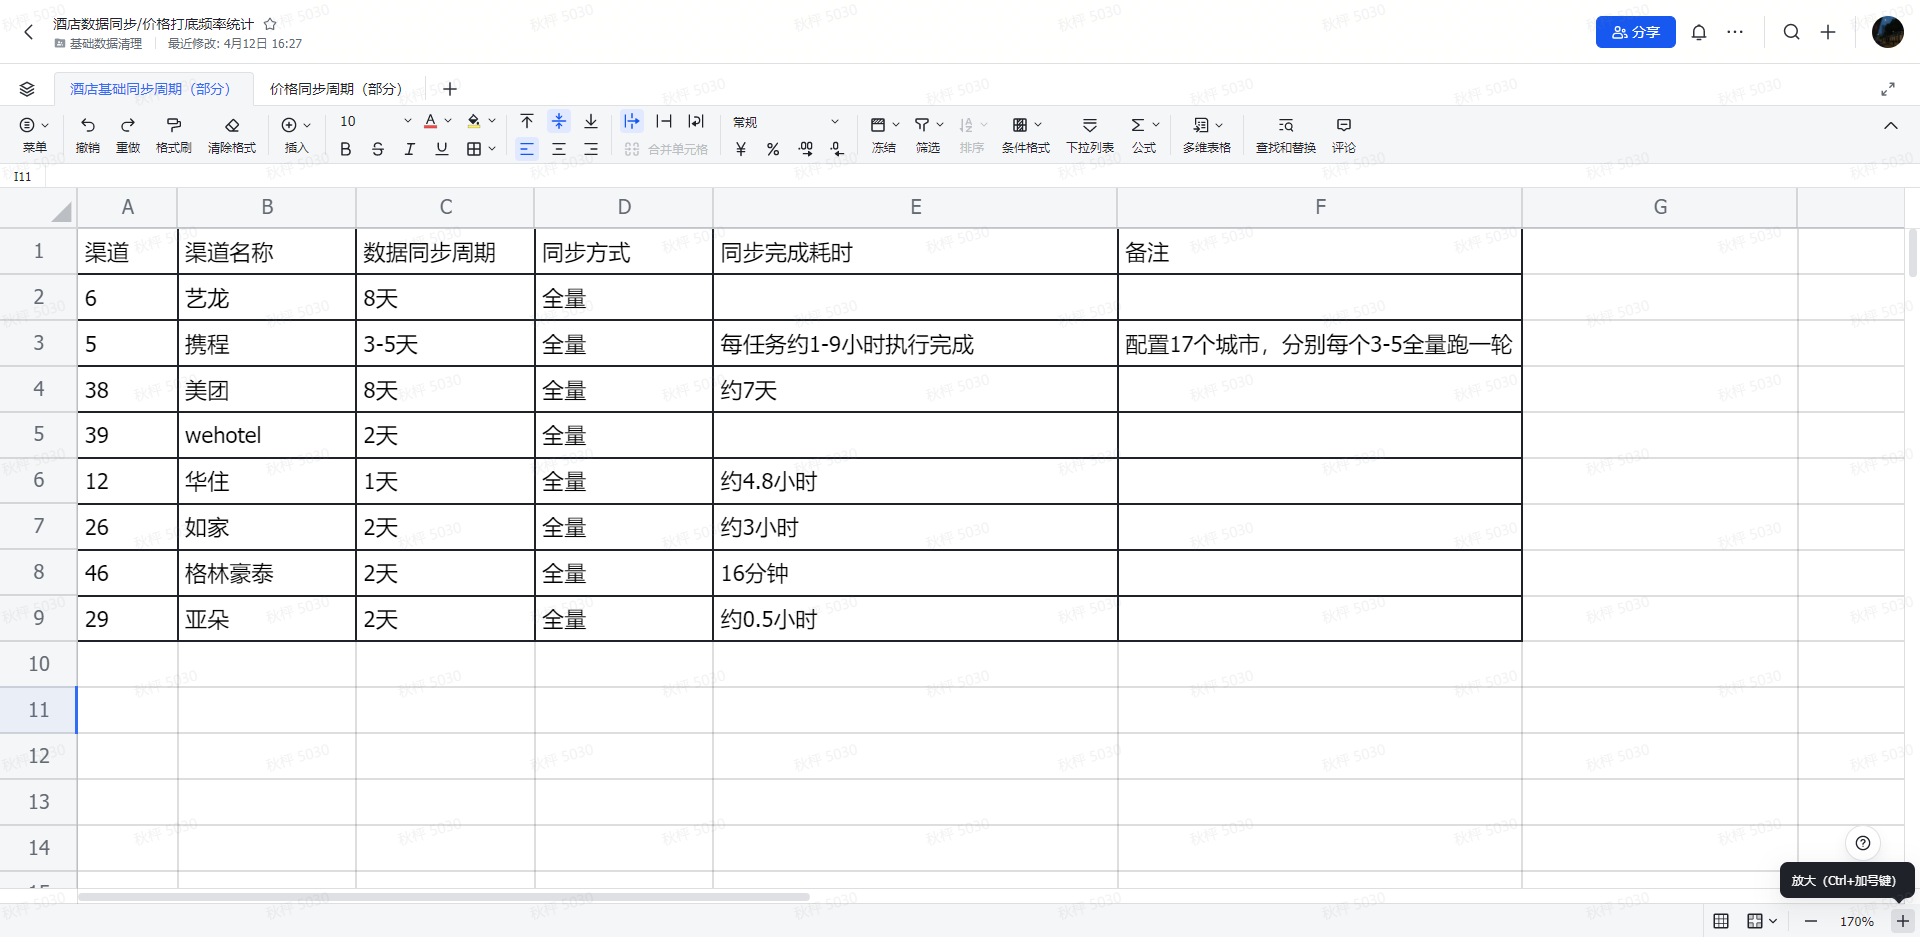 酒店数据同步/价格打底频率统计
基础数据清理 最近修改: 4月12日 16:27
分享
酒店基础同步周期（部分） 价格同步周期（部分）
菜单 撤销 重做 格式刷 清除格式 插入 10 合并单元格 常规 冻结 筛选 排序 条件格式 下拉列表 公式 多维表格 查找和替换 评论
I11
A B C D E F G
1 渠道 渠道名称 数据同步周期 同步方式 同步完成耗时 备注
2 6 艺龙 8天 全量
3 5 携程 3-5天 全量 每任务约1-9小时执行完成 配置17个城市，分别每个3-5全量跑一轮
4 38 美团 8天 全量 约7天
5 39 wehotel 2天 全量
6 12 华住 1天 全量 约4.8小时
7 26 如家 2天 全量 约3小时
8 46 格林豪泰 2天 全量 16分钟
9 29 亚朵 2天 全量 约0.5小时
10
11
12
13
14
15
放大（Ctrl+加号键）
170%
秋枰 5030